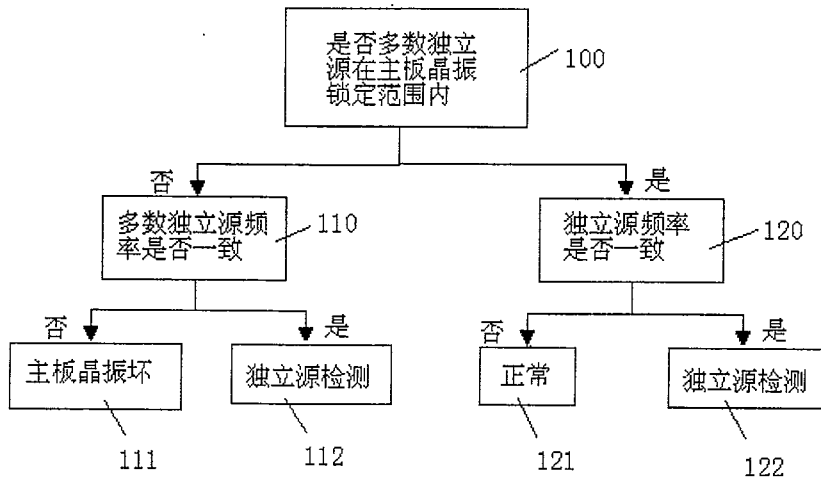 是否多数独立
源在主板晶振
锁定范围内
100
否
是
多数独立源频
率是否一致
110
独立源频率
是否一致
120
否
是
否
是
主板晶振坏
独立源检测
正常
独立源检测
111
112
121
122